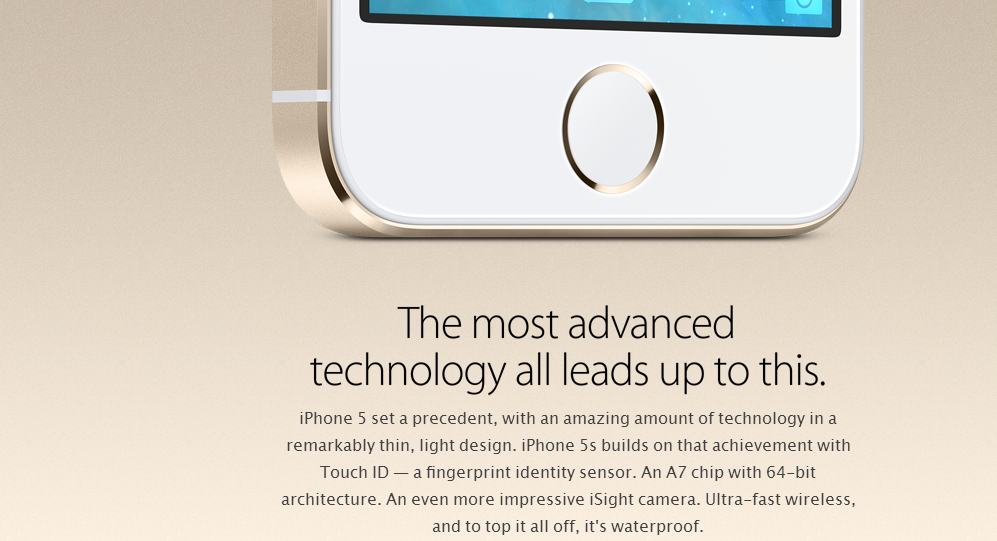 The most advanced
technology all leads up to this.
iPhone 5 set a precedent, with an amazing amount of technology in a
remarkably thin, light design. iPhone 5s builds on that achievement with
Touch ID — a fingerprint identity sensor. An A7 chip with 64-bit
architecture. An even more impressive iSight camera. Ultra-fast wireless,
and to top it all off, it's waterproof.